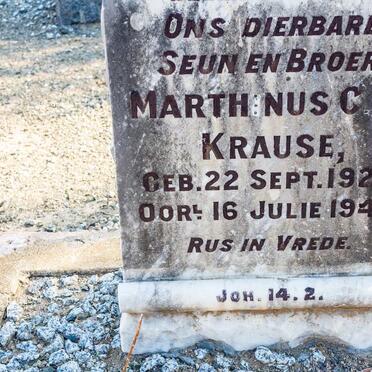 ONS DIERBARE
SEUN EN BROER
MARTHINUS C
KRAUSE,
GEB. 22 SEPT. 192
OORL. 16 JULIE 194
RUS IN VREDE.
JOH. 14. 2.